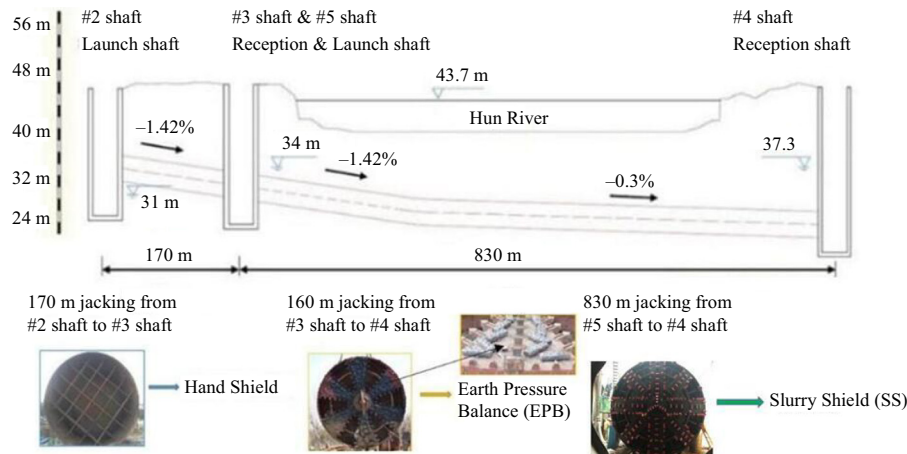 56 m
48 m
40 m
32 m
24 m
#2 shaft
Launch shaft
#3 shaft & #5 shaft
Reception & Launch shaft
#4 shaft
Reception shaft
43.7 m
Hun River
–1.42%
34 m
–1.42%
37.3
–0.3%
31 m
170 m
830 m
170 m jacking from
#2 shaft to #3 shaft
Hand Shield
160 m jacking from
#3 shaft to #4 shaft
Earth Pressure
Balance (EPB)
830 m jacking from
#5 shaft to #4 shaft
Slurry Shield (SS)